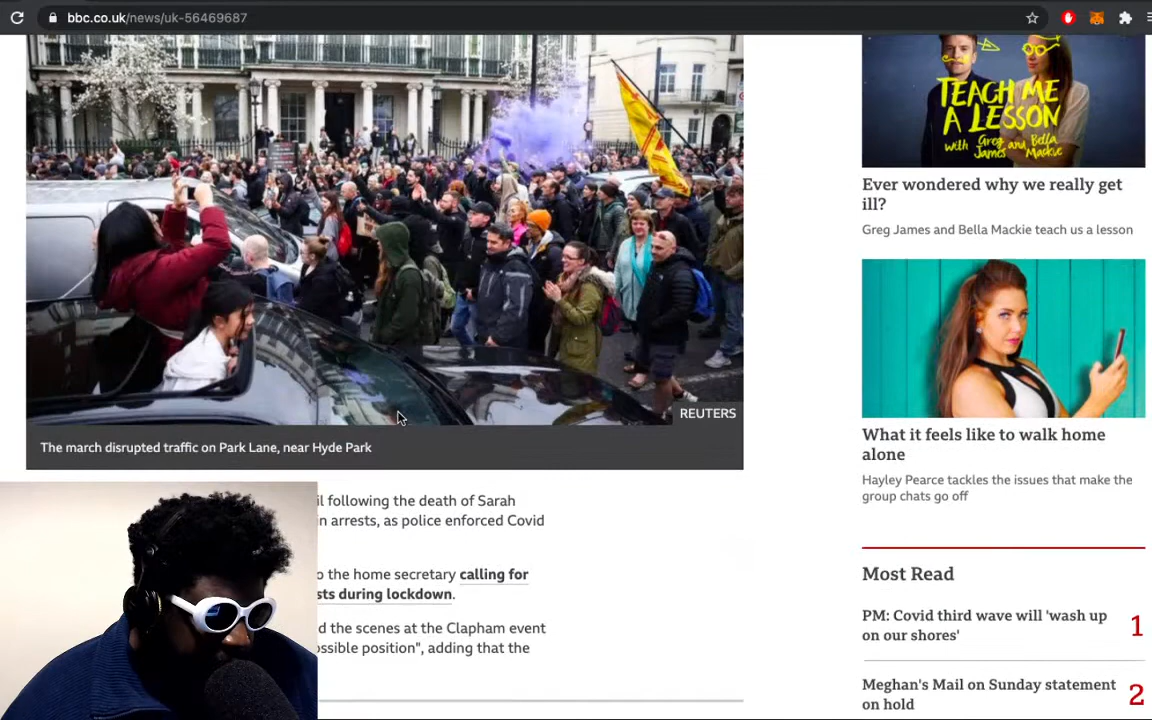 bbc.co.uk/news/uk-56469687
REUTERS
The march disrupted traffic on Park Lane, near Hyde Park
il following the death of Sarah
in arrests, as police enforced Covid
o the home secretary calling for
sts during lockdown.
d the scenes at the Clapham event
ossible position", adding that the
TEACH ME
A LESSON
with Greg and Bella
James Mackie
Ever wondered why we really get
ill?
Greg James and Bella Mackie teach us a lesson
What it feels like to walk home
alone
Hayley Pearce tackles the issues that make the
group chats go off
Most Read
PM: Covid third wave will 'wash up
on our shores'
1
Meghan's Mail on Sunday statement
on hold
2